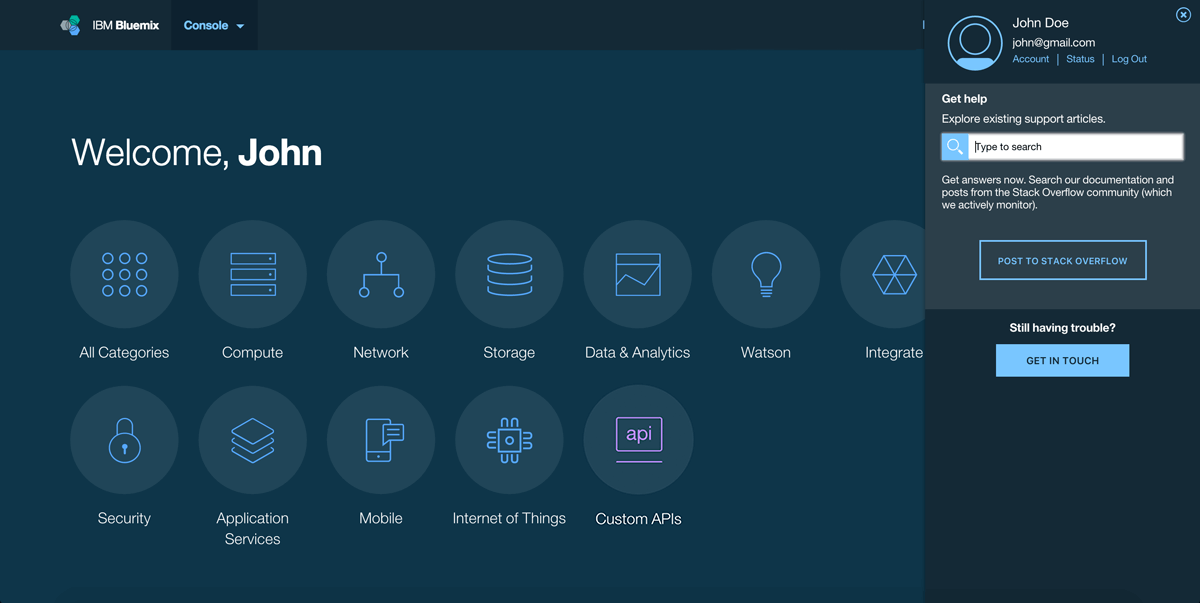 IBM Bluemix
Console
John Doe
john@gmail.com
Account | Status | Log Out
Get help
Explore existing support articles.
Type to search
Get answers now. Search our documentation and
posts from the Stack Overflow community (which
we actively monitor).
POST TO STACK OVERFLOW
Still having trouble?
GET IN TOUCH
Welcome, John
All Categories
Compute
Network
Storage
Data & Analytics
Watson
Integrate
api
Security
Application
Services
Mobile
Internet of Things
Custom APIs